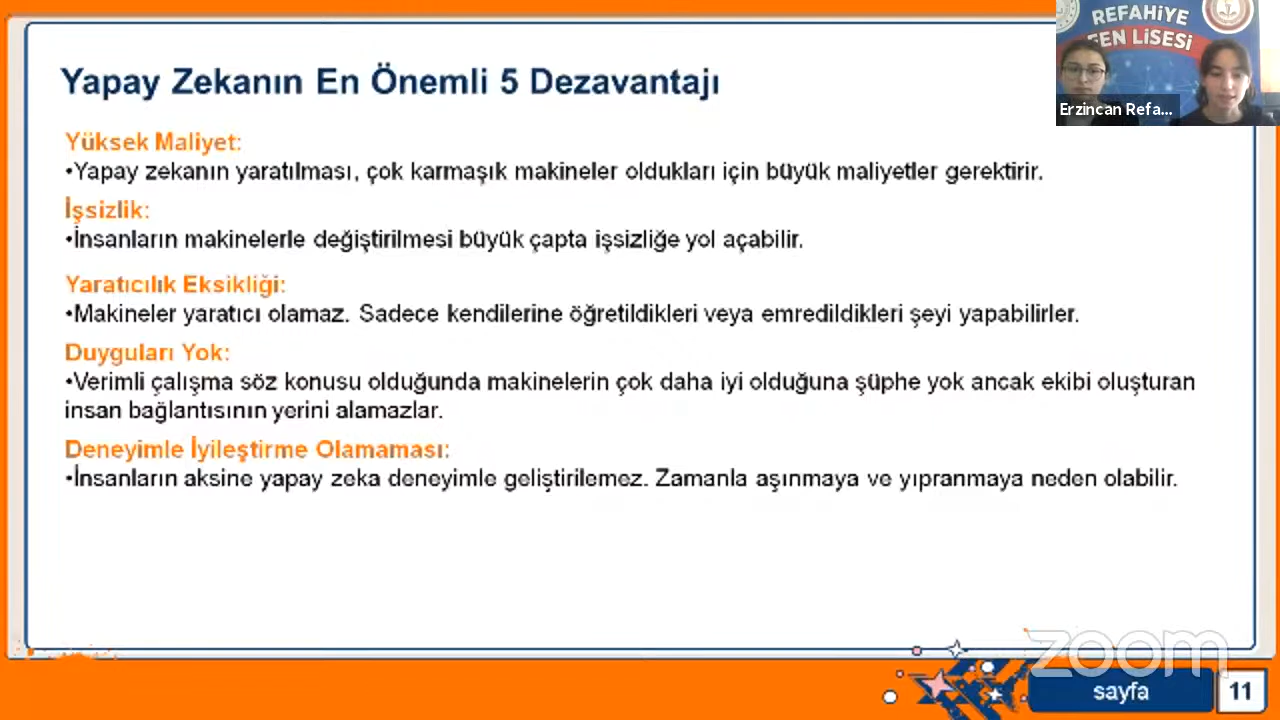 Yapay Zekanın En Önemli 5 Dezavantajı
Yüksek Maliyet:
•Yapay zekanın yaratılması, çok karmaşık makineler oldukları için büyük maliyetler gerektirir.
İşsizlik:
•İnsanların makinelerle değiştirilmesi büyük çapta işsizliğe yol açabilir.
Yaratıcılık Eksikliği:
•Makineler yaratıcı olamaz. Sadece kendilerine öğretildikleri veya emredildikleri şeyi yapabilirler.
Duyguları Yok:
•Verimli çalışma söz konusu olduğunda makinelerin çok daha iyi olduğuna şüphe yok ancak ekibi oluşturan
insan bağlantısının yerini alamazlar.
Deneyimle İyileştirme Olamaması:
•İnsanların aksine yapay zeka deneyimle geliştirilemez. Zamanla aşınmaya ve yıpranmaya neden olabilir.
REFAHİYE
FEN LİSESİ
Erzincan Refa...
zoom
sayfa
11